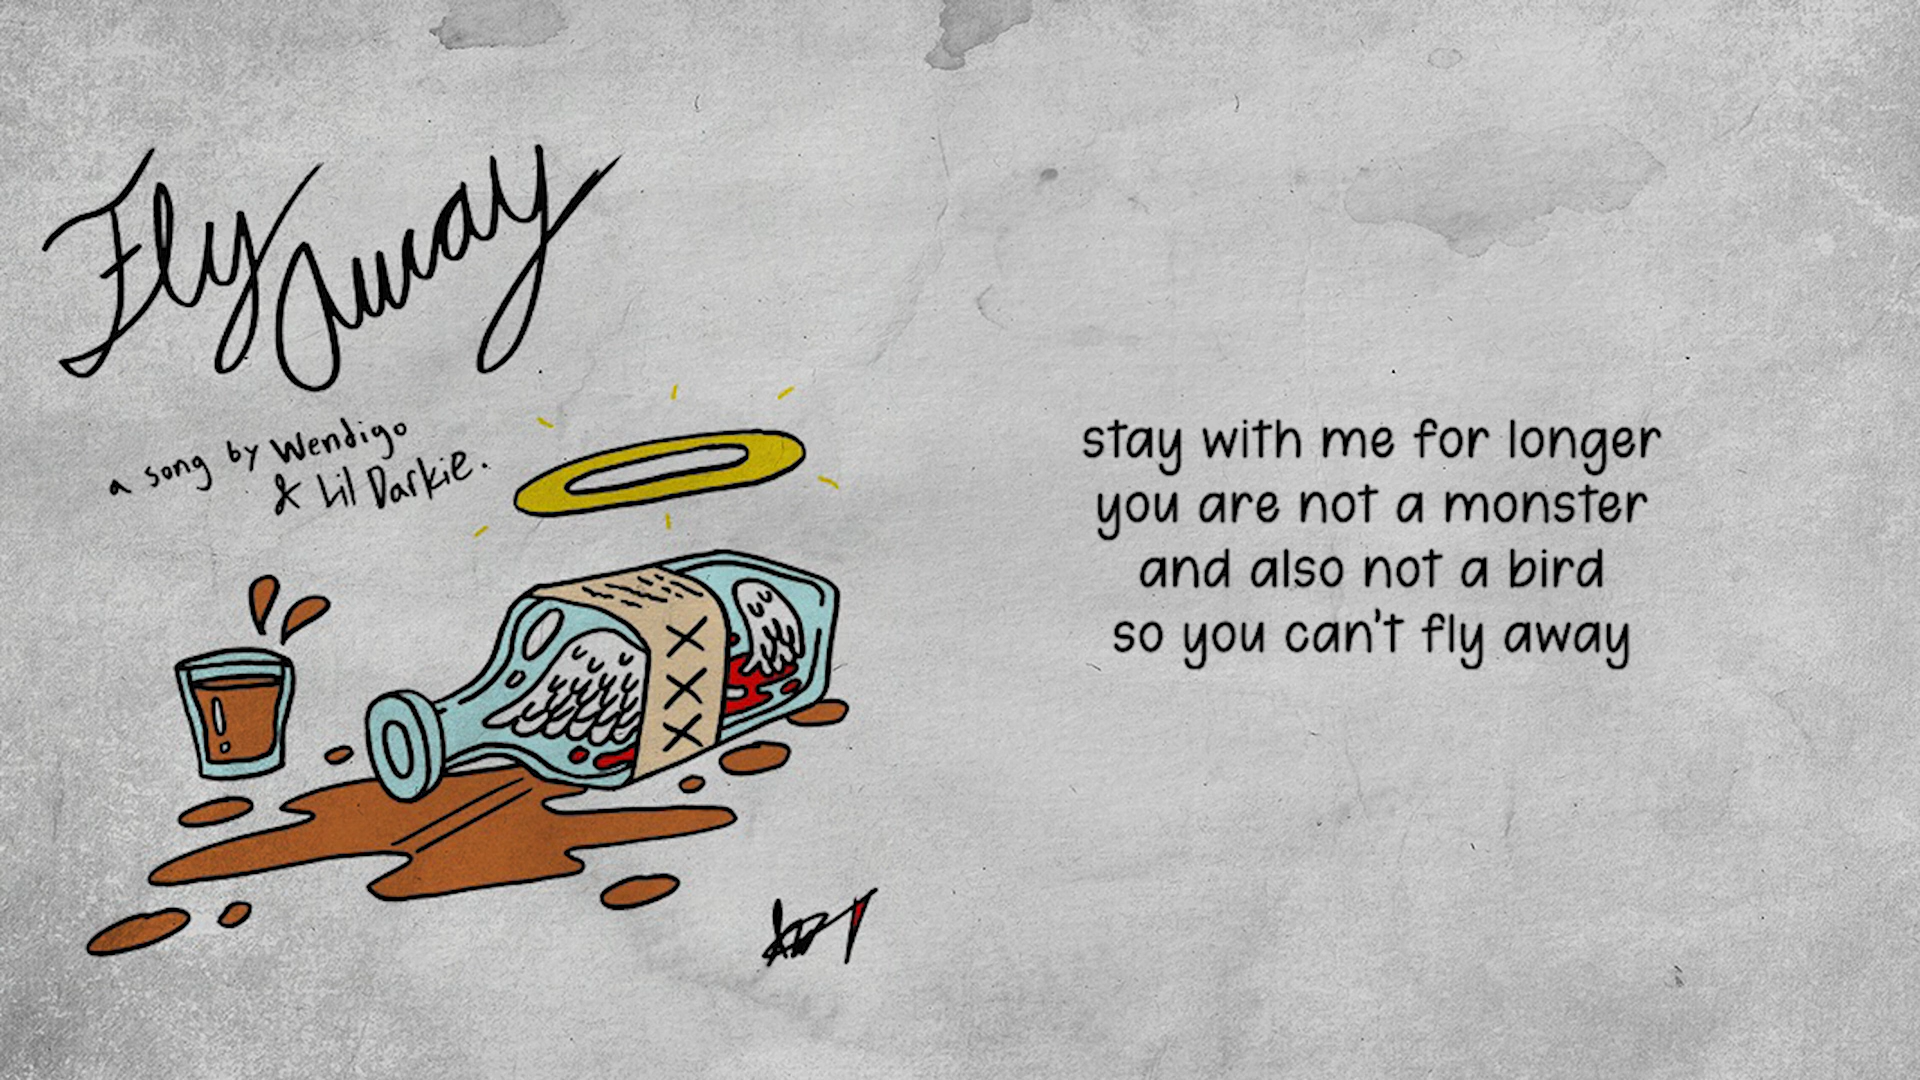 Fly
Away
a song by Wendigo
& Lil Darkie.
XXX
stay with me for longer
you are not a monster
and also not a bird
so you can't fly away